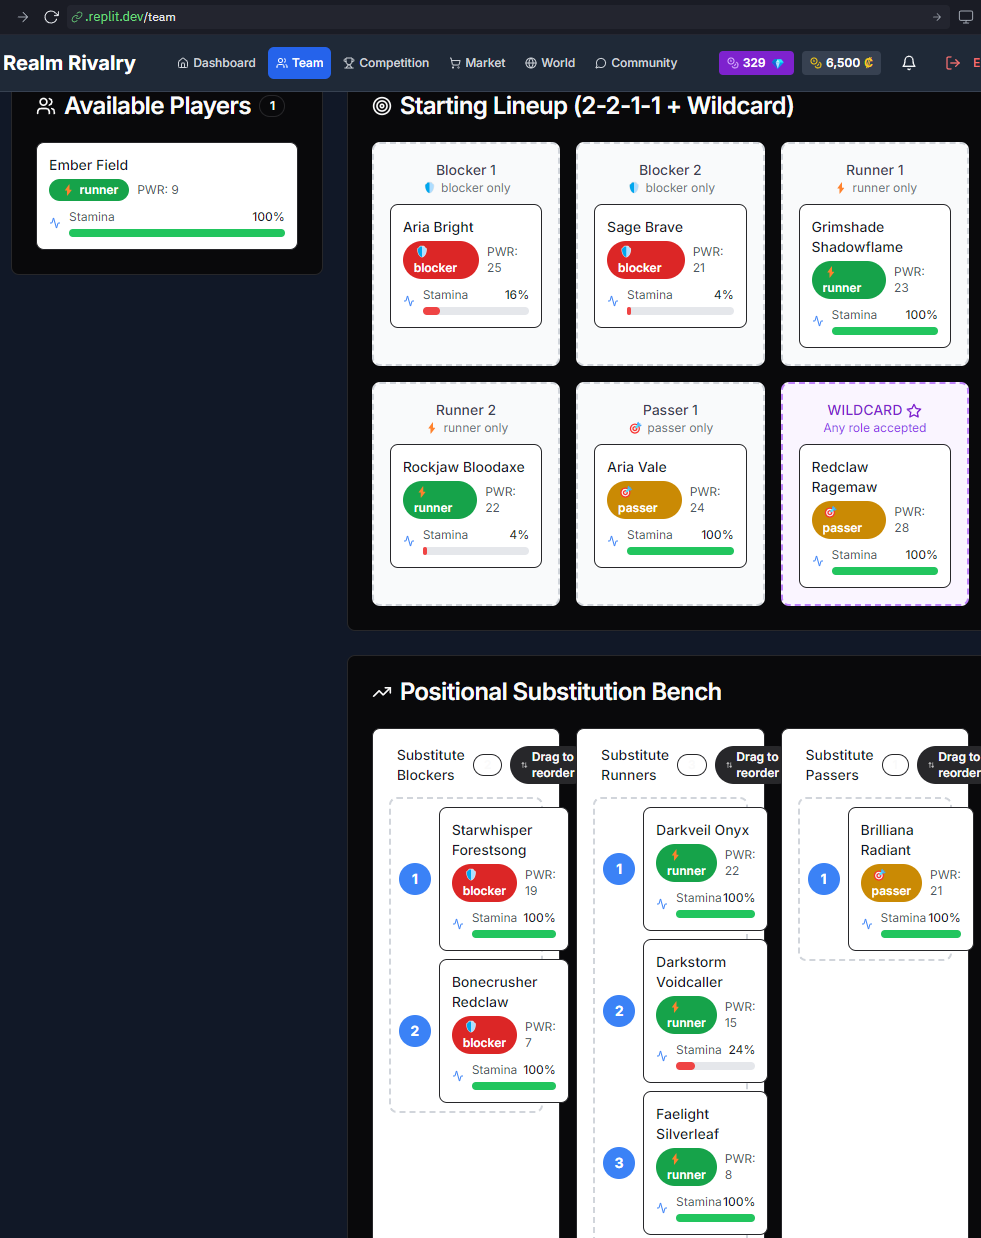 .replit.dev/team
Realm Rivalry
Dashboard
Team
Competition
Market
World
Community
329
6,500 ₡
E
Available Players
1
Ember Field
runner
PWR: 9
Stamina
100%
Starting Lineup (2-2-1-1 + Wildcard)
Blocker 1
blocker only
Aria Bright
blocker
PWR:
25
Stamina
16%
Blocker 2
blocker only
Sage Brave
blocker
PWR:
21
Stamina
4%
Runner 1
runner only
Grimshade
Shadowflame
runner
PWR:
23
Stamina
100%
Runner 2
runner only
Rockjaw Bloodaxe
runner
PWR:
22
Stamina
4%
Passer 1
passer only
Aria Vale
passer
PWR:
24
Stamina
100%
WILDCARD
Any role accepted
Redclaw
Ragemaw
passer
PWR:
28
Stamina
100%
Positional Substitution Bench
Substitute
Blockers
Drag to
reorder
1
Starwhisper
Forestsong
blocker
PWR:
19
Stamina
100%
2
Bonecrusher
Redclaw
blocker
PWR:
7
Stamina
100%
Substitute
Runners
Drag to
reorder
1
Darkveil Onyx
runner
PWR:
22
Stamina
100%
2
Darkstorm
Voidcaller
runner
PWR:
15
Stamina
24%
3
Faelight
Silverleaf
runner
PWR:
8
Stamina
100%
Substitute
Passers
Drag to
reorder
1
Brilliana
Radiant
passer
PWR:
21
Stamina
100%